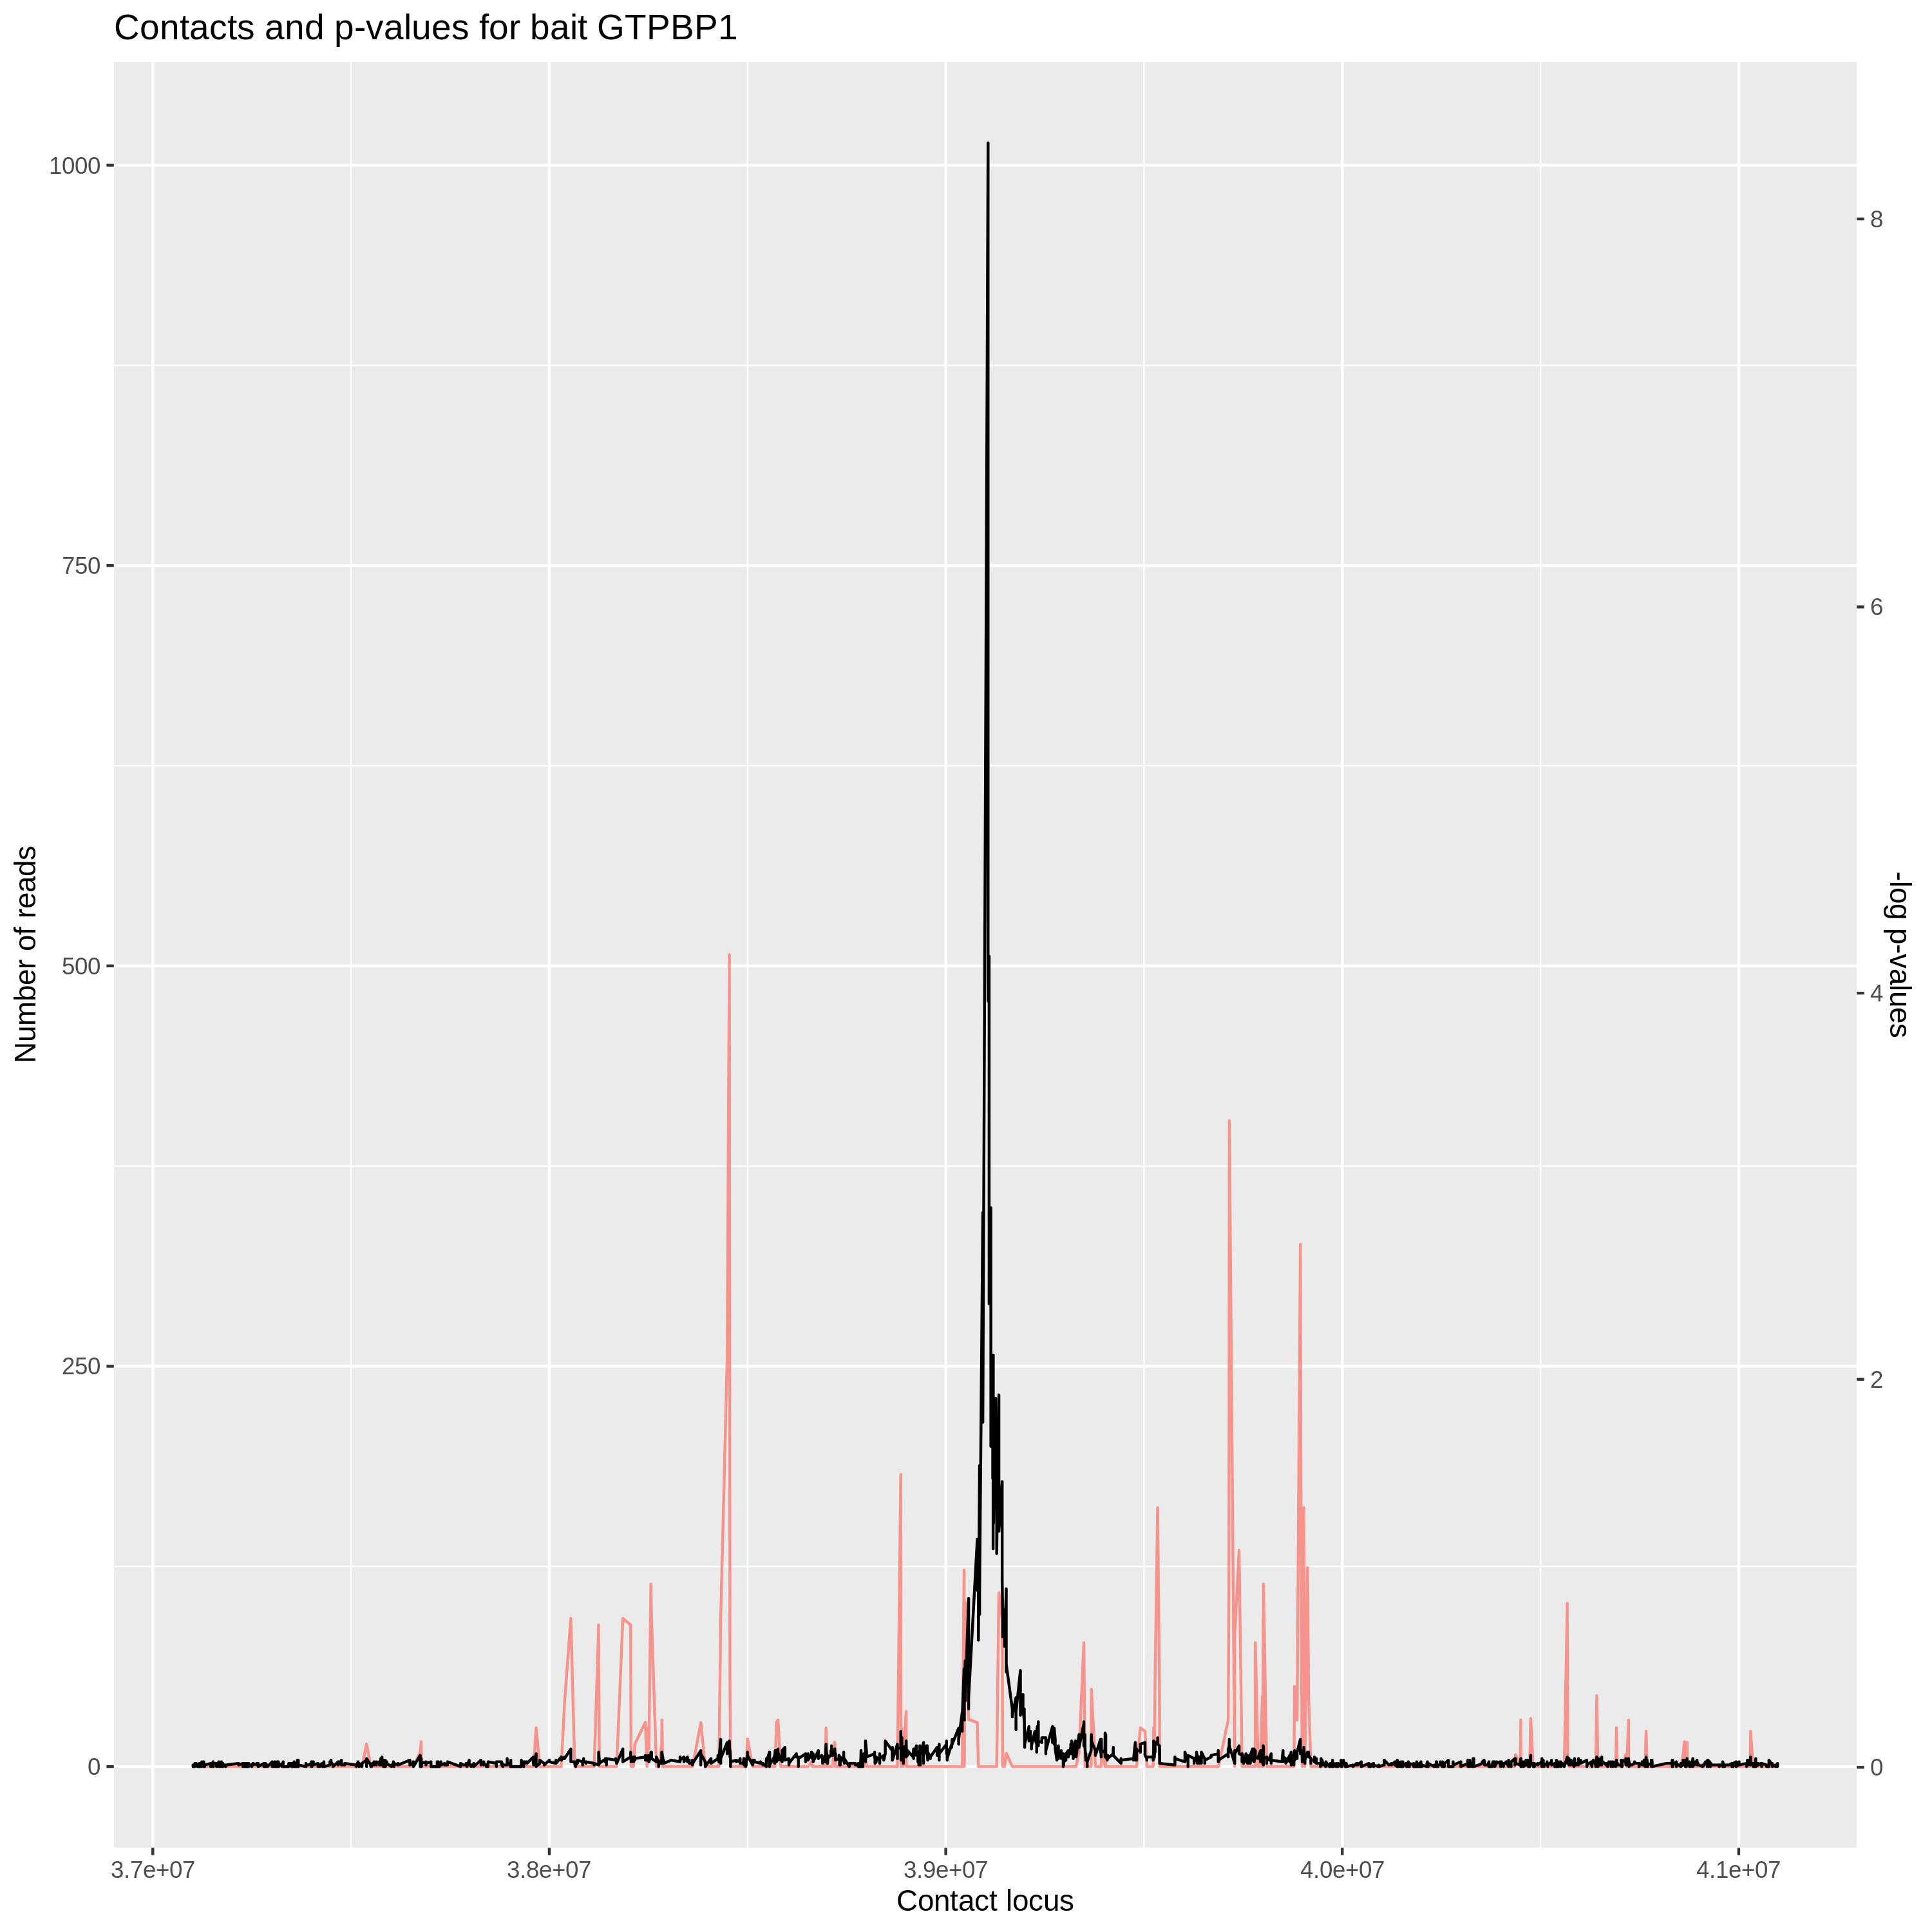 Contacts and p-values for bait GTPBP1
1000
750
500
250
0
Number of reads
8
6
4
2
0
-log p-values
3.7e+07
3.8e+07
3.9e+07
4.0e+07
4.1e+07
Contact locus